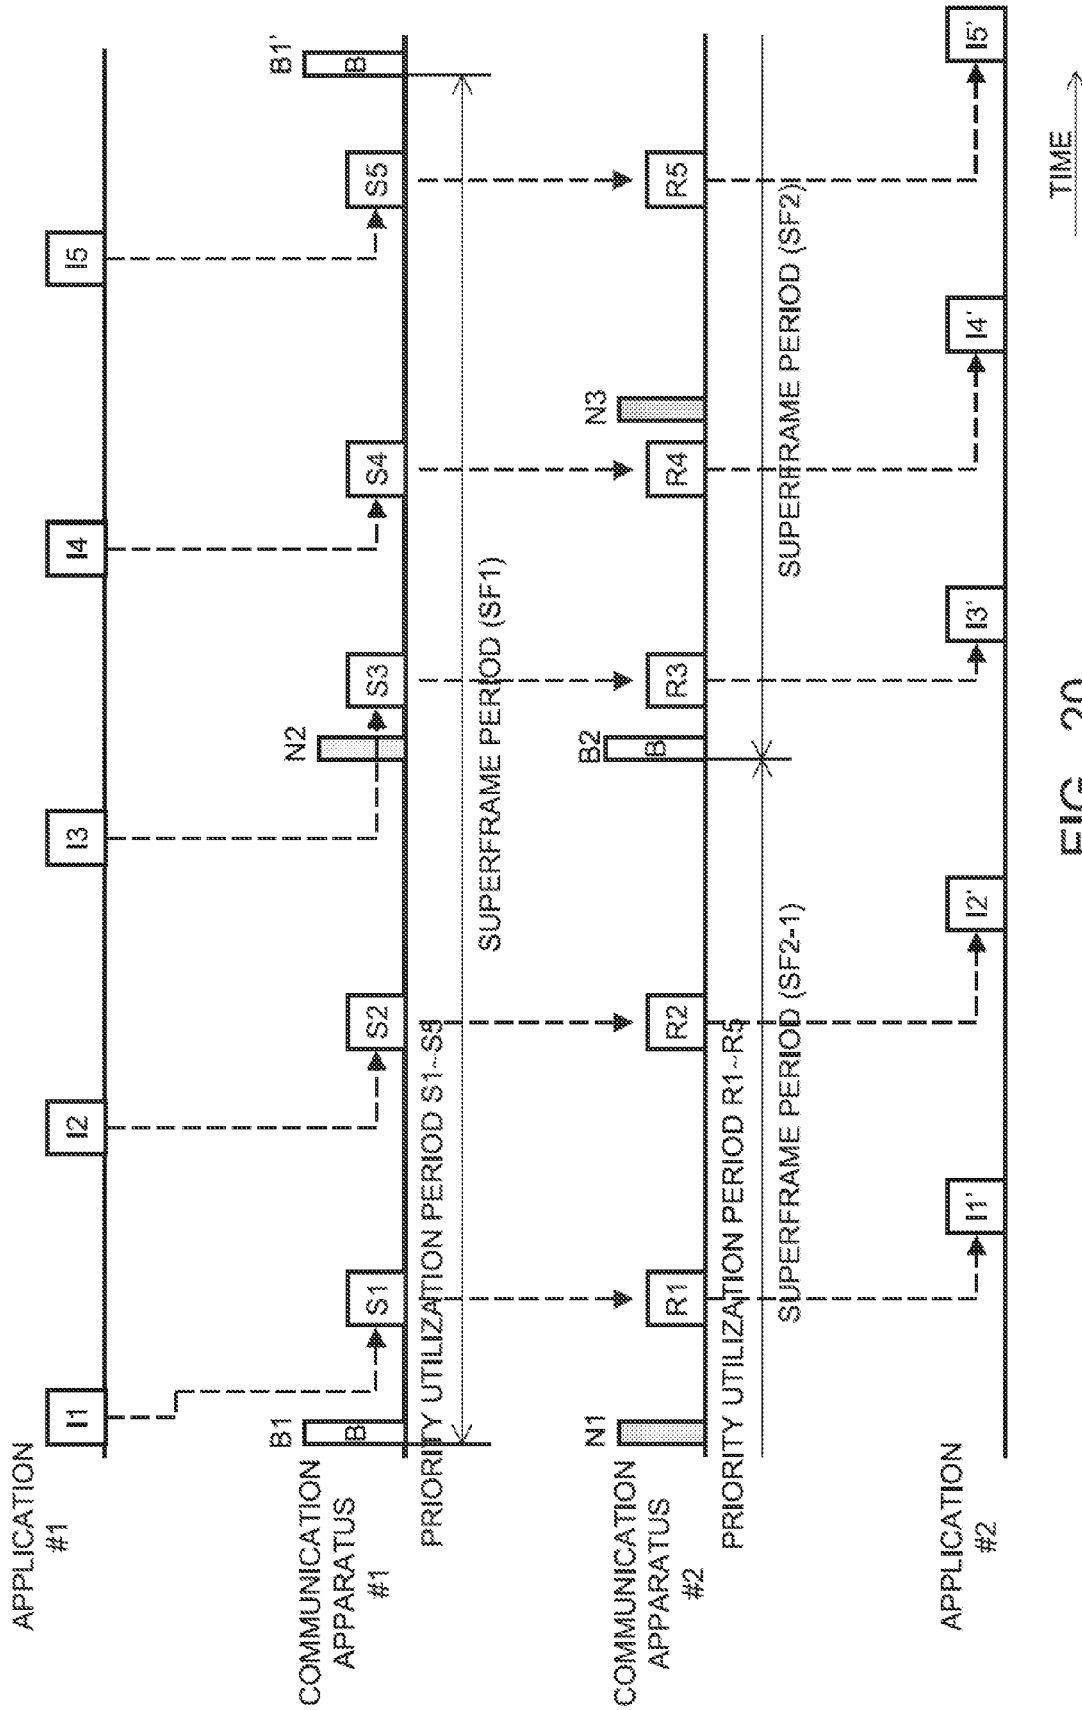 APPLICATION
#1
I1
I2
I3
I4
I5
COMMUNICATION
APPARATUS
#1
B1
B
S1
S2
N2
S3
S4
S5
B1'
B
PRIORITY UTILIZATION PERIOD S1~S5
SUPERFRAME PERIOD (SF1)
COMMUNICATION
APPARATUS
#2
N1
R1
R2
B2
B
R3
R4
N3
R5
PRIORITY UTILIZATION PERIOD R1~R5
SUPERFRAME PERIOD (SF2-1)
SUPERFRAME PERIOD (SF2)
APPLICATION
#2
I1'
I2'
I3'
I4'
I5'
TIME
FIG. 20